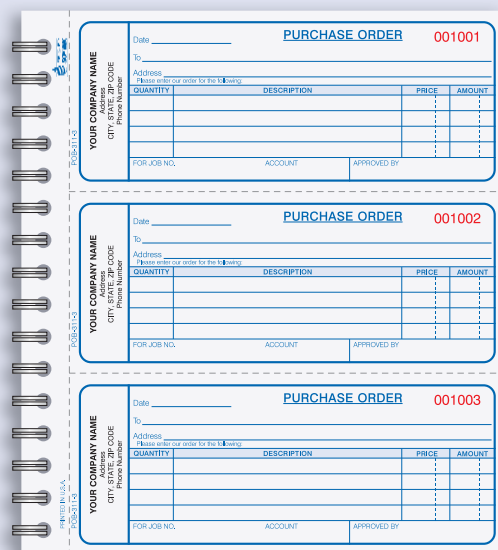 PURCHASE ORDER
001001
Date
To
Address
Please enter our order for the following:
QUANTITY DESCRIPTION PRICE AMOUNT
FOR JOB NO. ACCOUNT APPROVED BY
YOUR COMPANY NAME
Address
CITY, STATE, ZIP CODE
Phone Number
POB-311-3
PURCHASE ORDER
001002
Date
To
Address
Please enter our order for the following:
QUANTITY DESCRIPTION PRICE AMOUNT
FOR JOB NO. ACCOUNT APPROVED BY
YOUR COMPANY NAME
Address
CITY, STATE, ZIP CODE
Phone Number
POB-311-3
PURCHASE ORDER
001003
Date
To
Address
Please enter our order for the following:
QUANTITY DESCRIPTION PRICE AMOUNT
FOR JOB NO. ACCOUNT APPROVED BY
YOUR COMPANY NAME
Address
CITY, STATE, ZIP CODE
Phone Number
POB-311-3
PRINTED IN U.S.A.